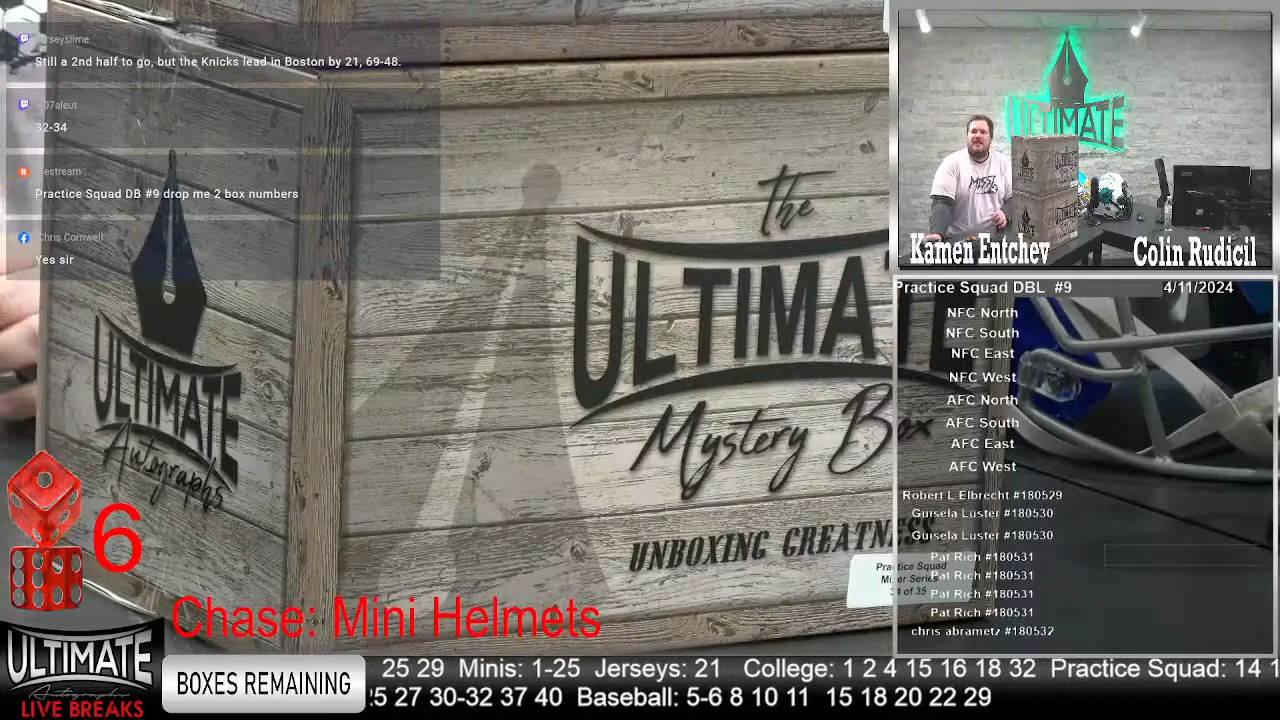 Still a 2nd half to go, but the Knicks lead in Boston by 21, 69-48.
32-34
Practice Squad DB #9 drop me 2 box numbers
Chris Cornwell
Yes sir
ULTIMATE
Autographs
the
ULTIMATE
Mystery Box
UNBOXING GREATNESS
Practice Squad
Mixer Series
34 of 35
6
Chase: Mini Helmets
ULTIMATE
Autographs
LIVE BREAKS
BOXES REMAINING
25 29 Minis: 1-25 Jerseys: 21 College: 1 2 4 15 16 18 32 Practice Squad: 14 1
25 27 30-32 37 40 Baseball: 5-6 8 10 11 15 18 20 22 29
ULTIMATE
Kamen Entchev
Colin Rudicil
Practice Squad DBL #9 4/11/2024
NFC North
NFC South
NFC East
NFC West
AFC North
AFC South
AFC East
AFC West
Robert L Elbrecht #180529
Guisela Luster #180530
Guisela Luster #180530
Pat Rich #180531
Pat Rich #180531
Pat Rich #180531
Pat Rich #180531
chris abrametz #180532